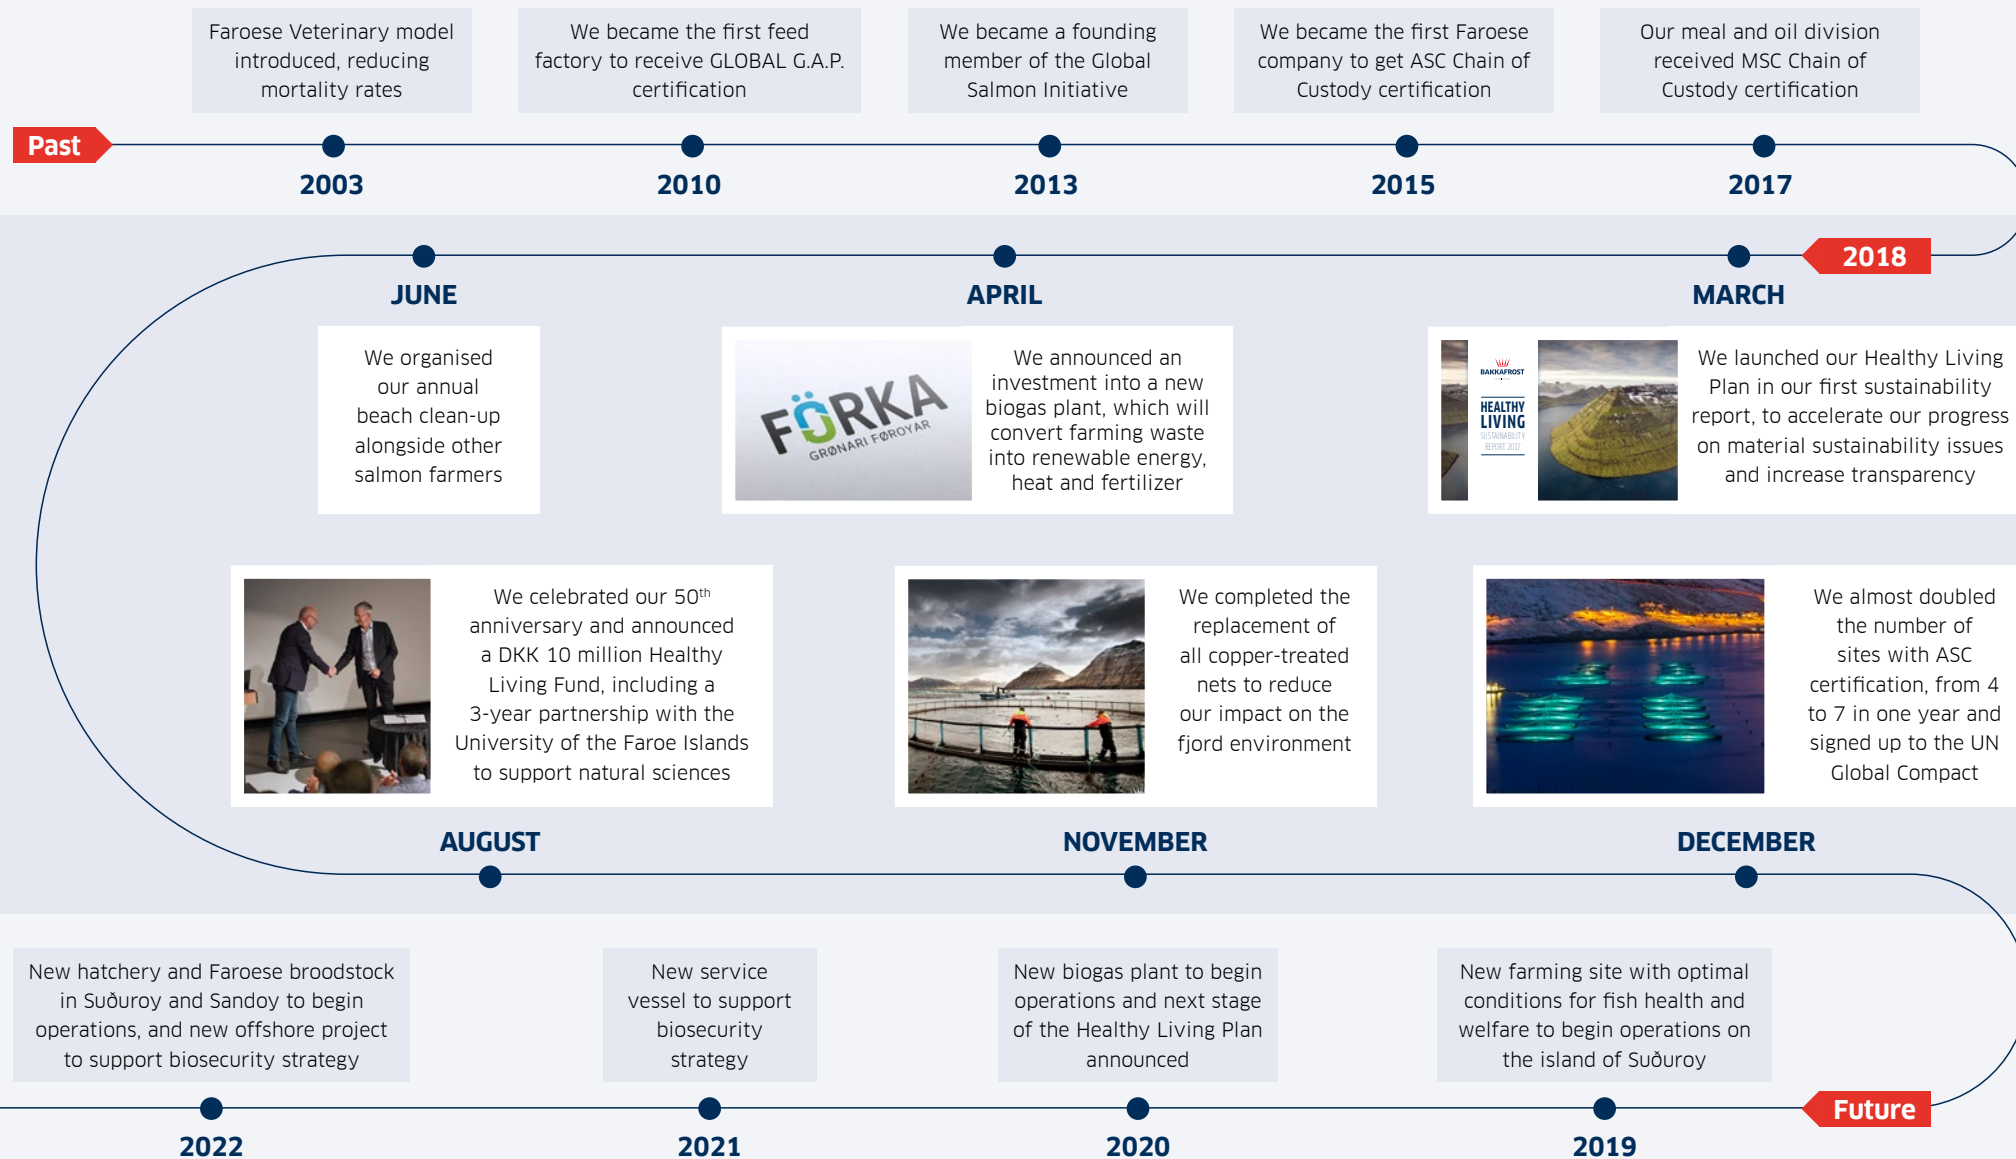 Faroese Veterinary model
introduced, reducing
mortality rates
We became the first feed
factory to receive GLOBAL G.A.P.
certification
We became a founding
member of the Global
Salmon Initiative
We became the first Faroese
company to get ASC Chain of
Custody certification
Our meal and oil division
received MSC Chain of
Custody certification
Past
2003
2010
2013
2015
2017
2018
MARCH
BAKKAFROST
HEALTHY
LIVING
SUSTAINABILITY
REPORT 2017
We launched our Healthy Living
Plan in our first sustainability
report, to accelerate our progress
on material sustainability issues
and increase transparency
APRIL
FÖRKA
GRØNARI FØROYAR
We announced an
investment into a new
biogas plant, which will
convert farming waste
into renewable energy,
heat and fertilizer
JUNE
We organised
our annual
beach clean-up
alongside other
salmon farmers
We celebrated our 50th
anniversary and announced
a DKK 10 million Healthy
Living Fund, including a
3-year partnership with the
University of the Faroe Islands
to support natural sciences
AUGUST
We completed the
replacement of
all copper-treated
nets to reduce
our impact on the
fjord environment
NOVEMBER
We almost doubled
the number of
sites with ASC
certification, from 4
to 7 in one year and
signed up to the UN
Global Compact
DECEMBER
Future
New farming site with optimal
conditions for fish health and
welfare to begin operations on
the island of Suðuroy
2019
New biogas plant to begin
operations and next stage
of the Healthy Living Plan
announced
2020
New service
vessel to support
biosecurity
strategy
2021
New hatchery and Faroese broodstock
in Suðuroy and Sandoy to begin
operations, and new offshore project
to support biosecurity strategy
2022